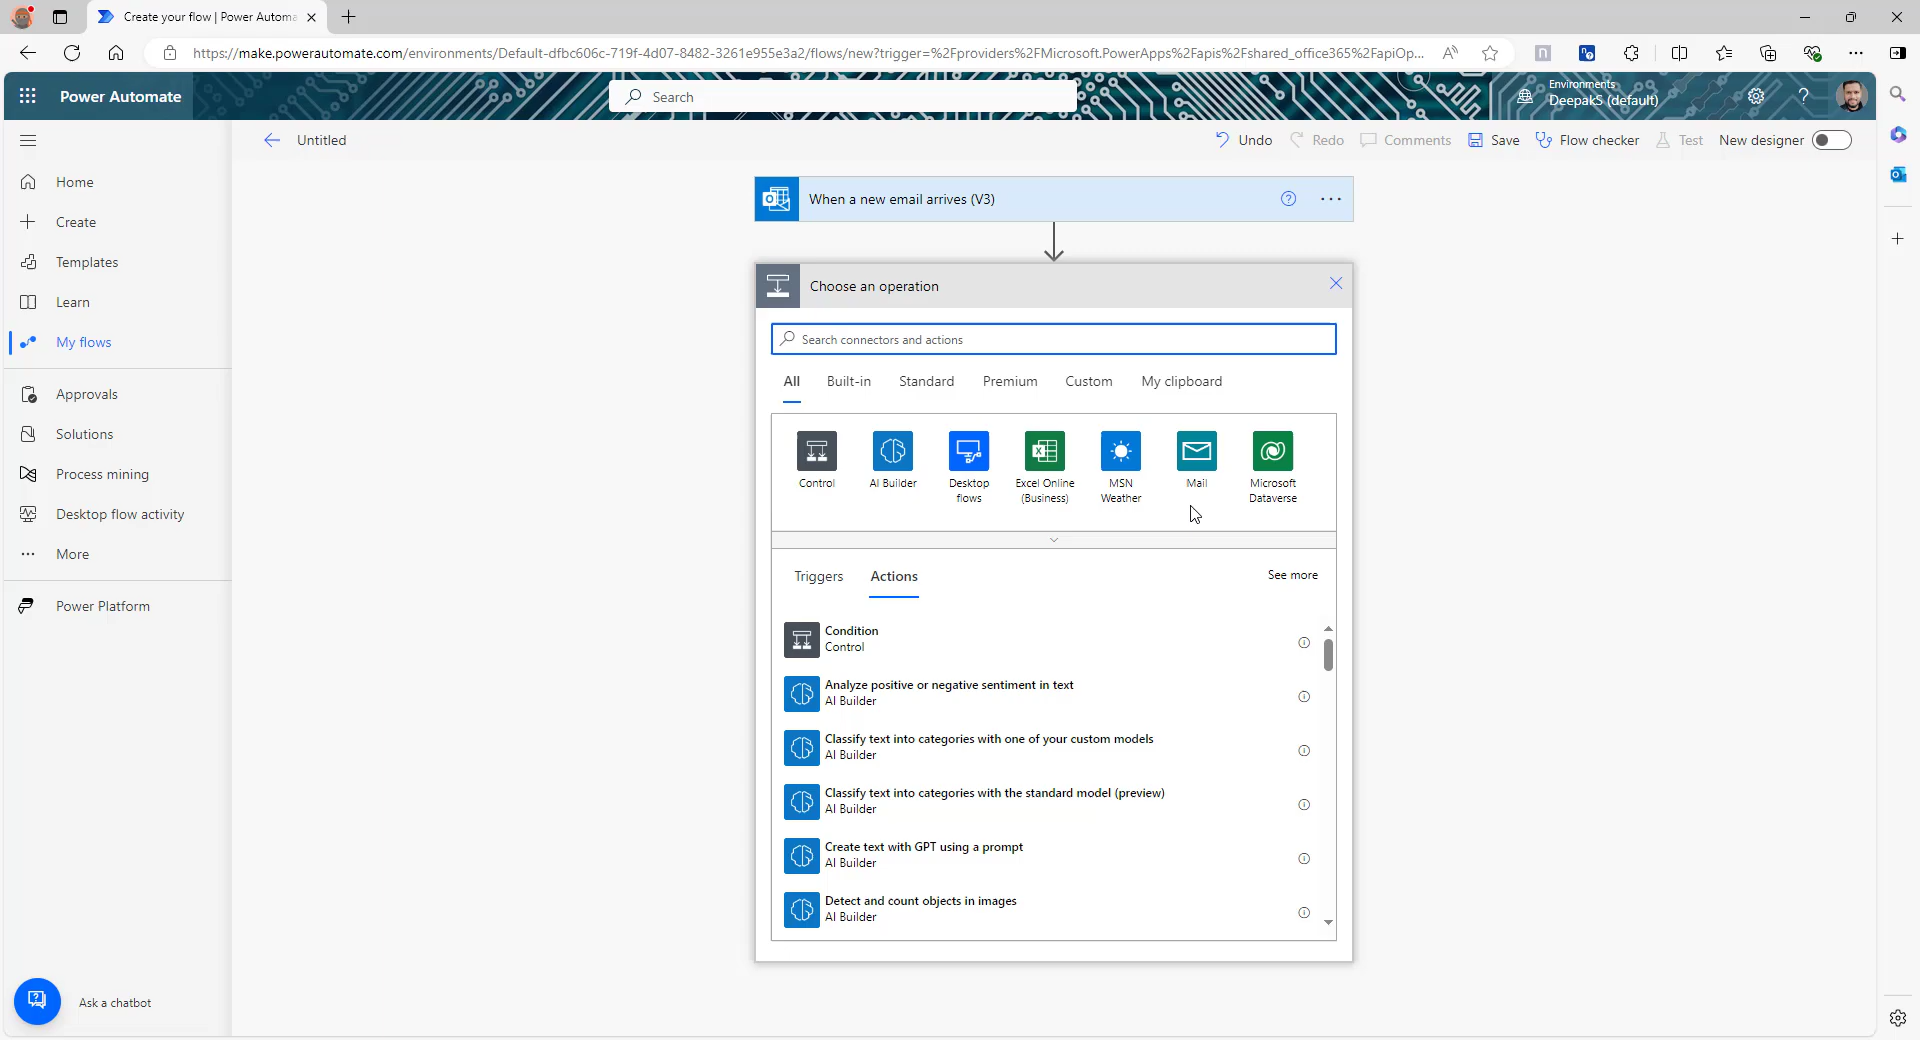 Create your flow | Power Automa
https://make.powerautomate.com/environments/Default-dfbc606c-719f-4d07-8482-3261e955e3a2/flows/new?trigger=%2Fproviders%2FMicrosoft.PowerApps%2Fapis%2Fshared_office365%2FapiOp...
Power Automate
Search
Environments
DeepakS (default)
Untitled
Undo
Redo
Comments
Save
Flow checker
Test
New designer
Home
Create
Templates
Learn
My flows
Approvals
Solutions
Process mining
Desktop flow activity
More
Power Platform
Ask a chatbot
When a new email arrives (V3)
Choose an operation
Search connectors and actions
All
Built-in
Standard
Premium
Custom
My clipboard
Control
AI Builder
Desktop
flows
Excel Online
(Business)
MSN
Weather
Mail
Microsoft
Dataverse
Triggers
Actions
See more
Condition
Control
Analyze positive or negative sentiment in text
AI Builder
Classify text into categories with one of your custom models
AI Builder
Classify text into categories with the standard model (preview)
AI Builder
Create text with GPT using a prompt
AI Builder
Detect and count objects in images
AI Builder